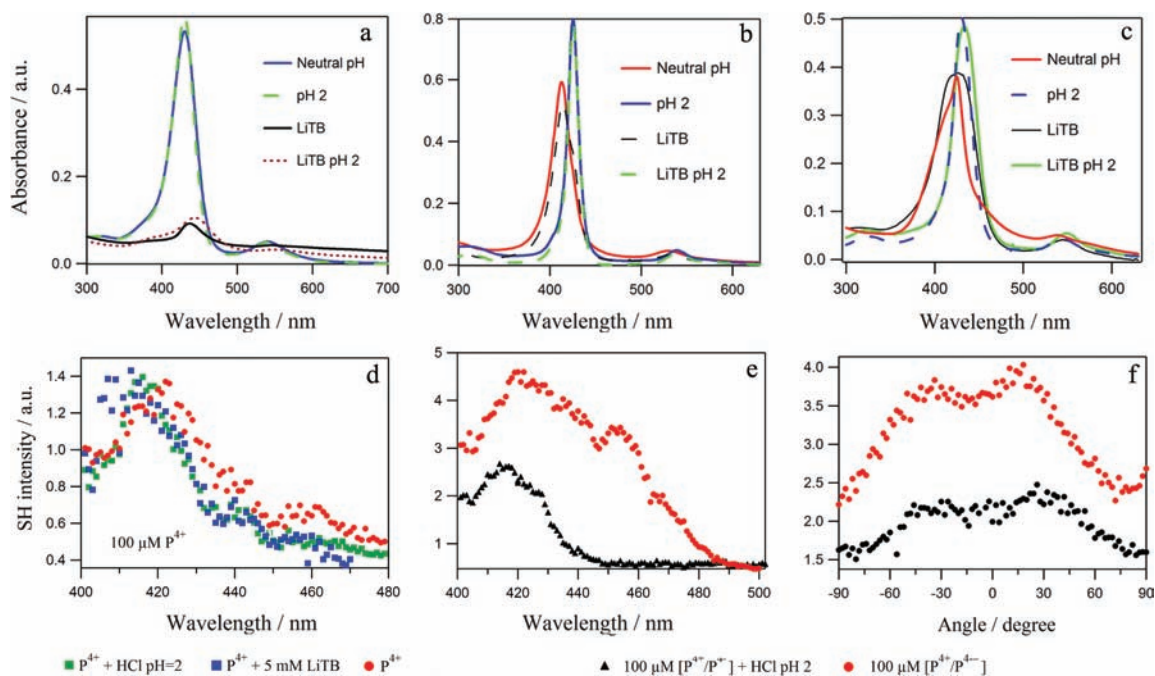 a
Neutral pH
pH 2
LiTB
LiTB pH 2
Absorbance / a.u.
0.4
0.2
0.0
300 400 500 600 700
Wavelength / nm
b
Neutral pH
pH 2
LiTB
LiTB pH 2
0.8
0.6
0.4
0.2
0.0
300 400 500 600
Wavelength / nm
c
Neutral pH
pH 2
LiTB
LiTB pH 2
0.5
0.4
0.3
0.2
0.1
0.0
300 400 500 600
Wavelength / nm
d
SH intensity / a.u.
1.4
1.2
1.0
0.8
0.6
0.4
100 µM P⁴⁺
400 420 440 460 480
Wavelength / nm
e
5
4
3
2
1
400 420 440 460 480 500
Wavelength / nm
f
4.0
3.5
3.0
2.5
2.0
1.5
-90 -60 -30 0 30 60 90
Angle / degree
P⁴⁺ + HCl pH=2 P⁴⁺ + 5 mM LiTB P⁴⁺
100 µM [P⁴⁺/P⁴⁻] + HCl pH 2 100 µM [P⁴⁺/P⁴⁻]